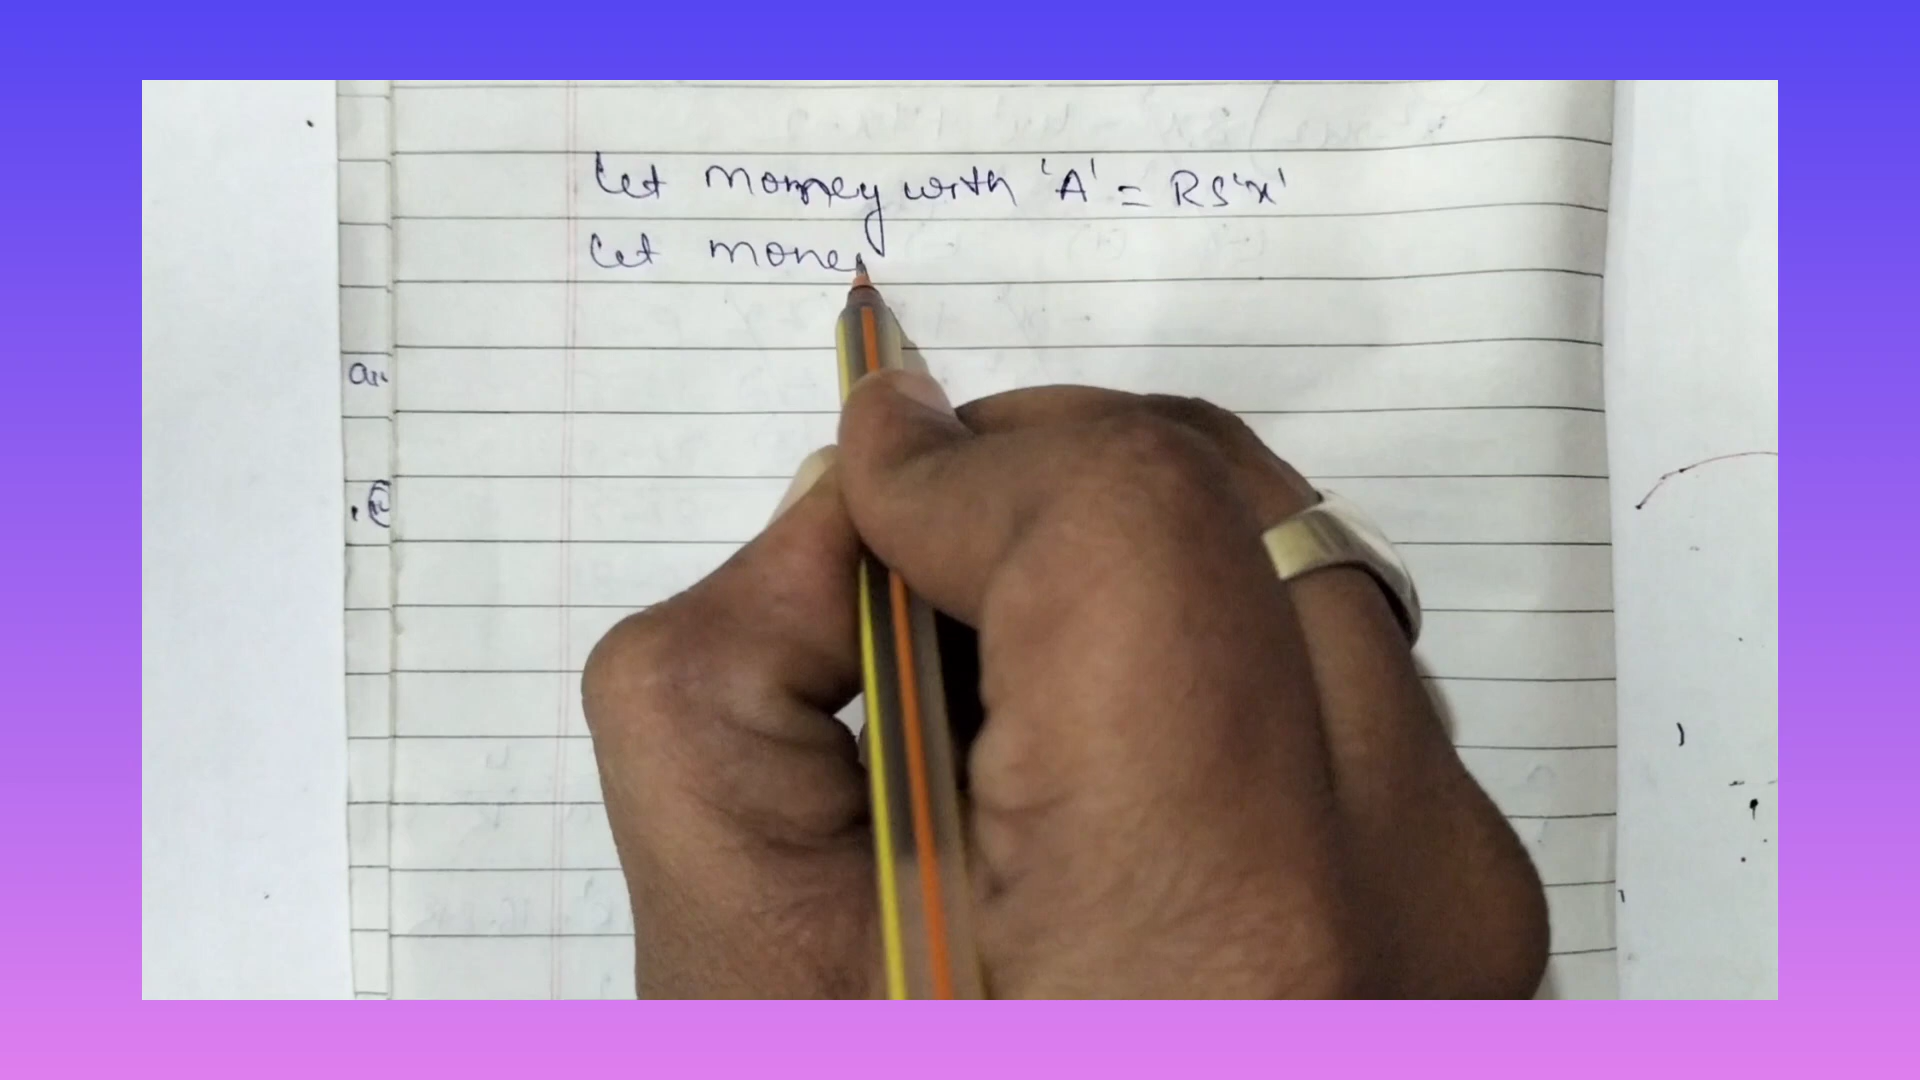 Let money with 'A' = RS 'x'
Let mone